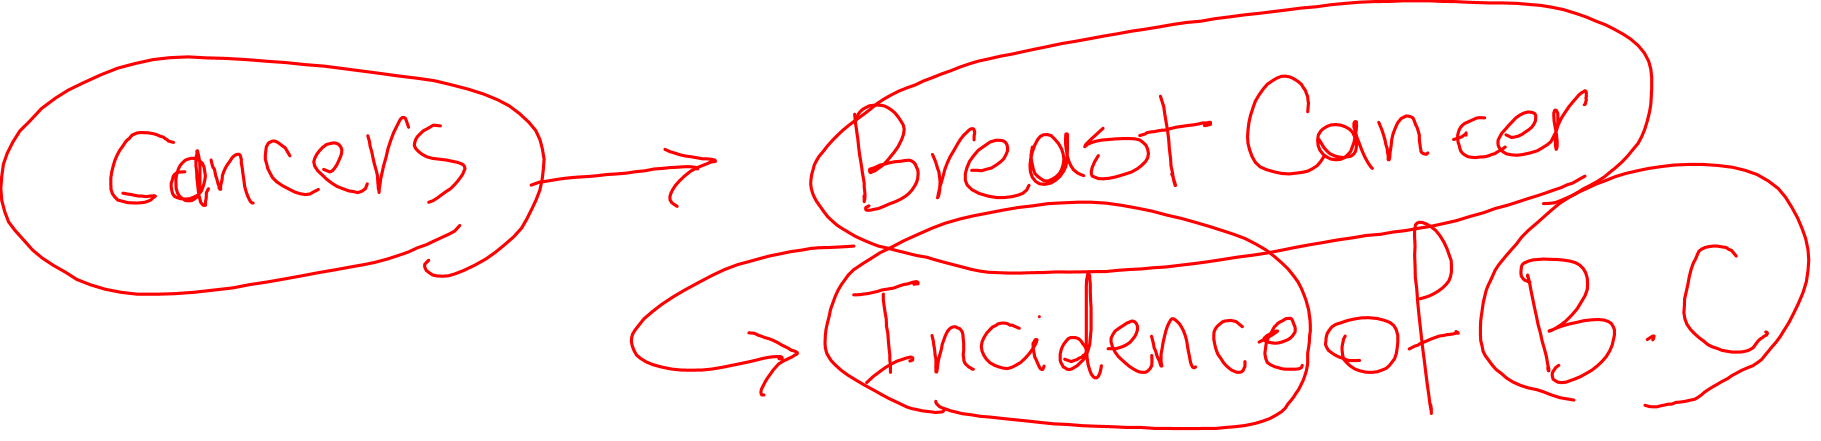 Cancers → Breast Cancer
→ Incidence of B.C